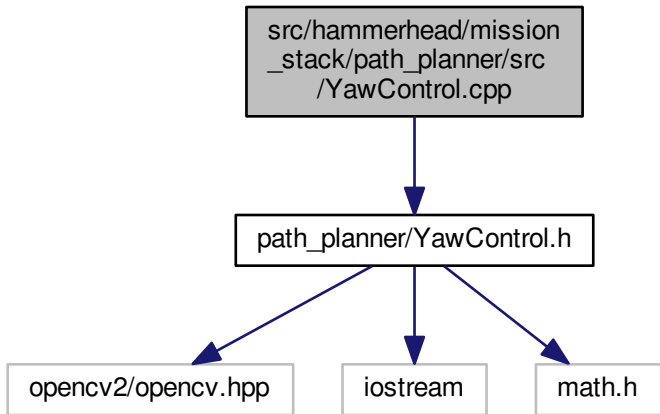 src/hammerhead/mission
_stack/path_planner/src
/YawControl.cpp
path_planner/YawControl.h
opencv2/opencv.hpp
iostream
math.h